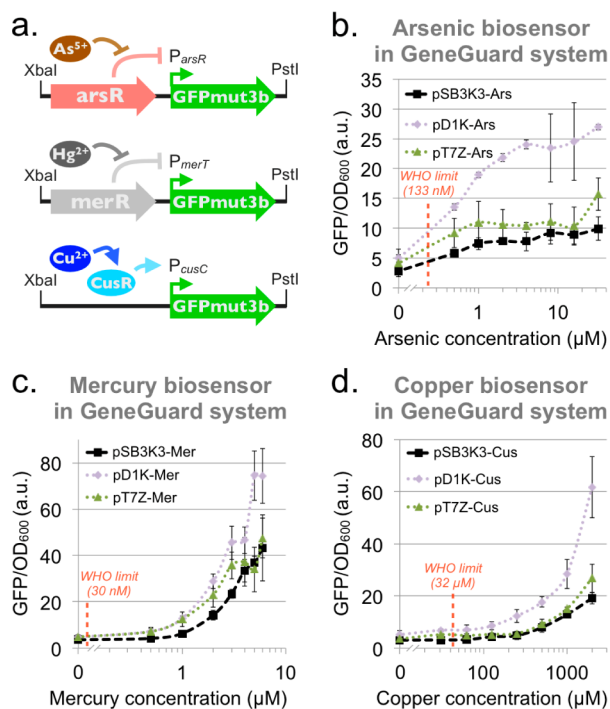 a.
As⁵⁺
P_arsR
XbaI
PstI
arsR
GFPmut3b
Hg²⁺
P_merT
XbaI
PstI
merR
GFPmut3b
Cu²⁺
P_cusC
XbaI
CusR
PstI
GFPmut3b
b.
Arsenic biosensor
in GeneGuard system
GFP/OD₆₀₀ (a.u.)
35
30
25
20
15
10
5
0
pSB3K3-Ars
pD1K-Ars
pT7Z-Ars
WHO limit
(133 nM)
0 1 10
Arsenic concentration (µM)
c.
Mercury biosensor
in GeneGuard system
GFP/OD₆₀₀ (a.u.)
80
60
40
20
0
pSB3K3-Mer
pD1K-Mer
pT7Z-Mer
WHO limit
(30 nM)
0 1 10
Mercury concentration (µM)
d.
Copper biosensor
in GeneGuard system
GFP/OD₆₀₀ (a.u.)
80
60
40
20
0
pSB3K3-Cus
pD1K-Cus
pT7Z-Cus
WHO limit
(32 µM)
0 100 1000
Copper concentration (µM)